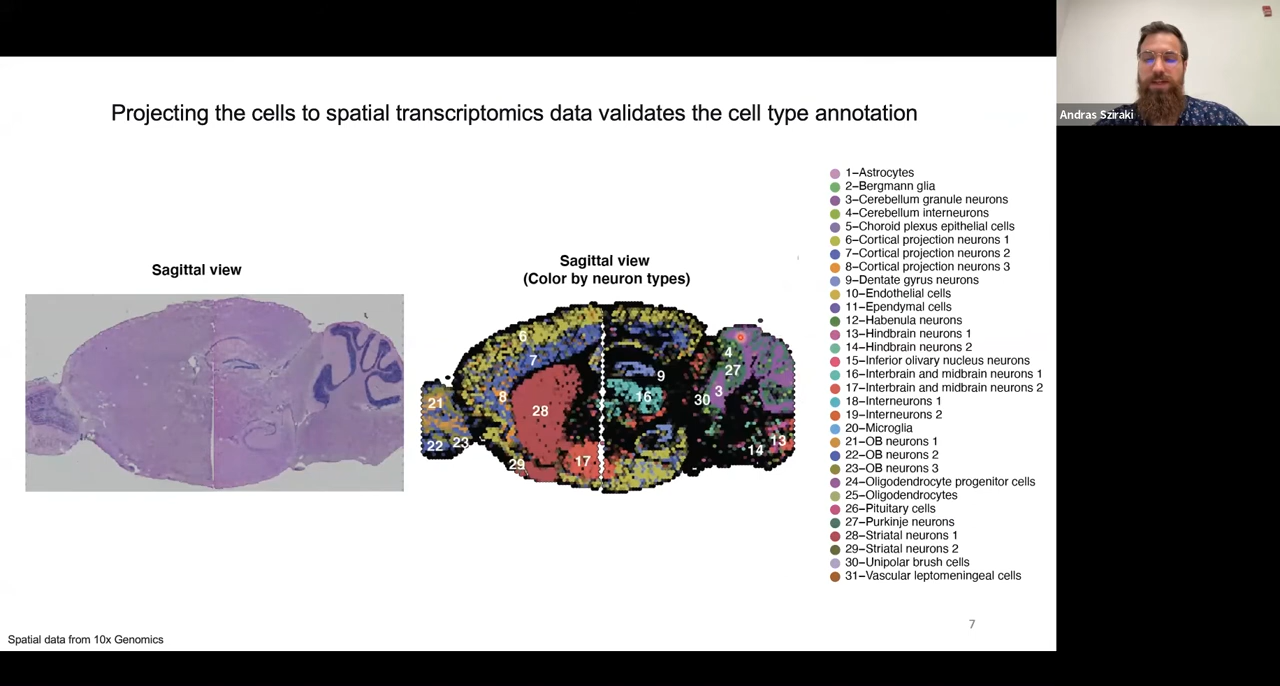 Projecting the cells to spatial transcriptomics data validates the cell type annotation
Andras Sziraki
Sagittal view
Sagittal view
(Color by neuron types)
6
7
8
28
21
22
23
29
17
9
16
30
3
4
27
14
13
1–Astrocytes
2–Bergmann glia
3–Cerebellum granule neurons
4–Cerebellum interneurons
5–Choroid plexus epithelial cells
6–Cortical projection neurons 1
7–Cortical projection neurons 2
8–Cortical projection neurons 3
9–Dentate gyrus neurons
10–Endothelial cells
11–Ependymal cells
12–Habenula neurons
13–Hindbrain neurons 1
14–Hindbrain neurons 2
15–Inferior olivary nucleus neurons
16–Interbrain and midbrain neurons 1
17–Interbrain and midbrain neurons 2
18–Interneurons 1
19–Interneurons 2
20–Microglia
21–OB neurons 1
22–OB neurons 2
23–OB neurons 3
24–Oligodendrocyte progenitor cells
25–Oligodendrocytes
26–Pituitary cells
27–Purkinje neurons
28–Striatal neurons 1
29–Striatal neurons 2
30–Unipolar brush cells
31–Vascular leptomeningeal cells
7
Spatial data from 10x Genomics